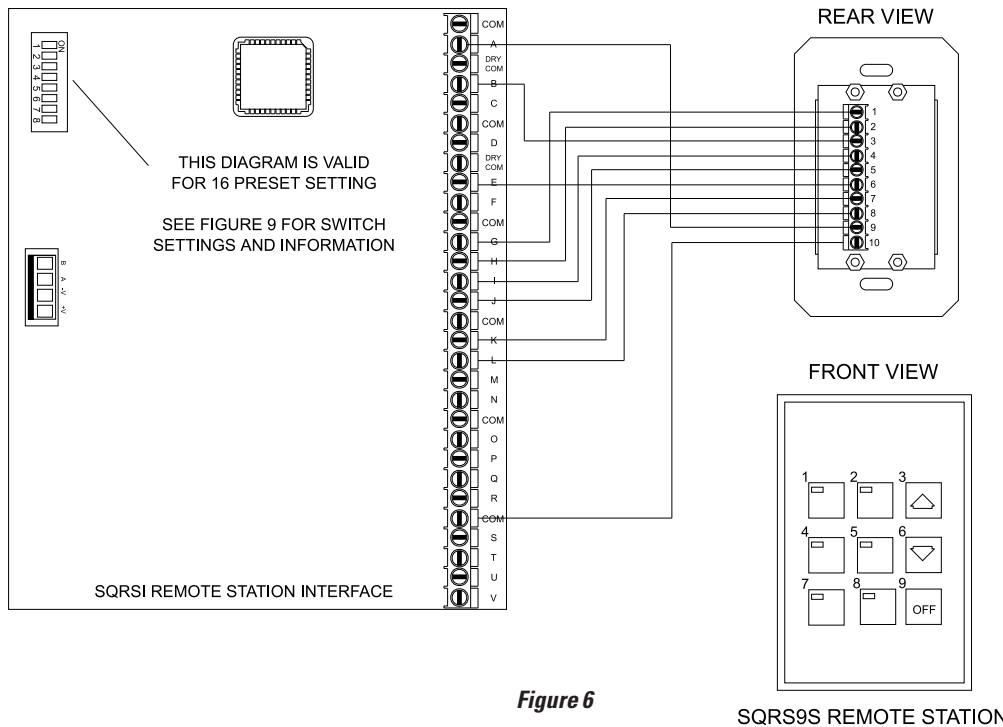 ON
1
2
3
4
5
6
7
8
THIS DIAGRAM IS VALID
FOR 16 PRESET SETTING
SEE FIGURE 9 FOR SWITCH
SETTINGS AND INFORMATION
B
A
-V
+V
SQRSI REMOTE STATION INTERFACE
COM
A
DRY
COM
B
C
COM
D
DRY
COM
E
F
COM
G
H
I
J
COM
K
L
M
N
COM
O
P
Q
R
COM
S
T
U
V
REAR VIEW
1
2
3
4
5
6
7
8
9
10
FRONT VIEW
1 2 3
4 5 6
7 8 9
OFF
Figure 6
SQRS9S REMOTE STATION